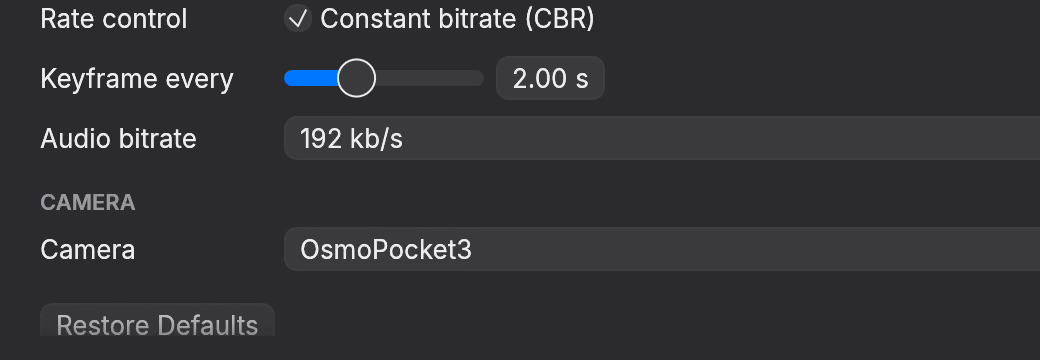 Rate control
Constant bitrate (CBR)
Keyframe every
2.00 s
Audio bitrate
192 kb/s
CAMERA
Camera
OsmoPocket3
Restore Defaults